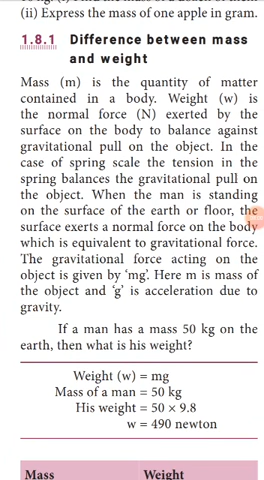 (ii) Express the mass of one apple in gram.
1.8.1 Difference between mass
and weight
Mass (m) is the quantity of matter
contained in a body. Weight (w) is
the normal force (N) exerted by the
surface on the body to balance against
gravitational pull on the object. In the
case of spring scale the tension in the
spring balances the gravitational pull on
the object. When the man is standing
on the surface of the earth or floor, the
surface exerts a normal force on the body
which is equivalent to gravitational force.
The gravitational force acting on the
object is given by ‘mg’. Here m is mass of
the object and ‘g’ is acceleration due to
gravity.
If a man has a mass 50 kg on the
earth, then what is his weight?
Weight (w) = mg
Mass of a man = 50 kg
His weight = 50 × 9.8
w = 490 newton
Mass Weight